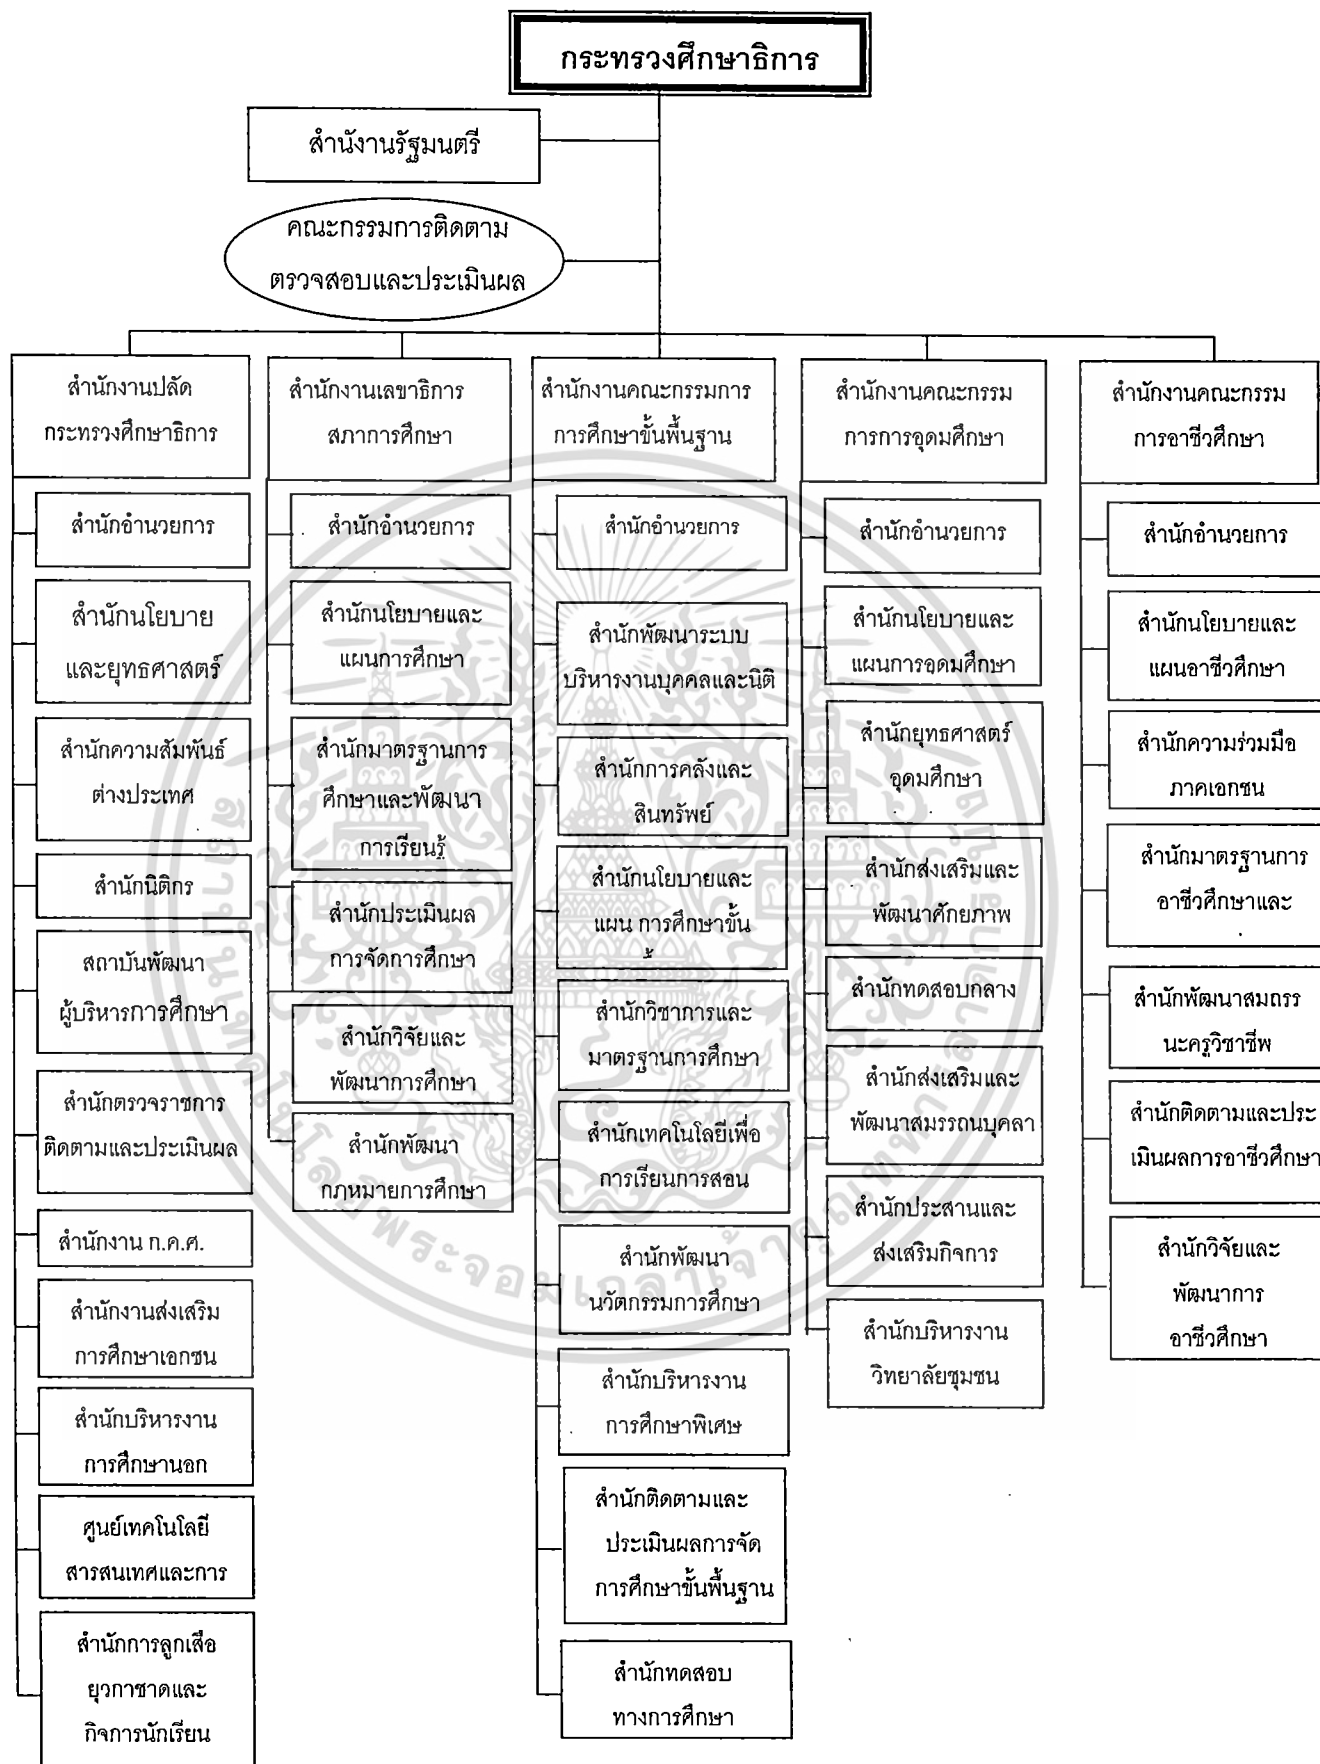 กระทรวงศึกษาธิการ
สำนังานรัฐมนตรี
คณะกรรมการติดตาม
ตรวจสอบและประเมินผล
สำนักงานปลัด
กระทรวงศึกษาธิการ
สำนักอำนวยการ
สำนักนโยบาย
และยุทธศาสตร์
สำนักความสัมพันธ์
ต่างประเทศ
สำนักนิติกร
สถาบันพัฒนา
ผู้บริหารการศึกษา
สำนักตรวจราชการ
ติดตามและประเมินผล
สำนักงาน ก.ค.ศ.
สำนักงานส่งเสริม
การศึกษาเอกชน
สำนักบริหารงาน
การศึกษานอก
ศูนย์เทคโนโลยี
สารสนเทศและการ
สำนักการลูกเสือ
ยุวกาชาดและ
กิจการนักเรียน
สำนักงานเลขาธิการ
สภาการศึกษา
สำนักอำนวยการ
สำนักนโยบายและ
แผนการศึกษา
สำนักมาตรฐานการ
ศึกษาและพัฒนา
การเรียนรู้
สำนักประเมินผล
การจัดการศึกษา
สำนักวิจัยและ
พัฒนาการศึกษา
สำนักพัฒนา
กฎหมายการศึกษา
สำนักงานคณะกรรมการ
การศึกษาขั้นพื้นฐาน
สำนักอำนวยการ
สำนักพัฒนาระบบ
บริหารงานบุคคลและนิติ
สำนักการคลังและ
สินทรัพย์
สำนักนโยบายและ
แผน การศึกษาขั้น
สำนักวิชาการและ
มาตรฐานการศึกษา
สำนักเทคโนโลยีเพื่อ
การเรียนการสอน
สำนักพัฒนา
นวัตกรรมการศึกษา
สำนักบริหารงาน
การศึกษาพิเศษ
สำนักติดตามและ
ประเมินผลการจัด
การศึกษาขั้นพื้นฐาน
สำนักทดสอบ
ทางการศึกษา
สำนักงานคณะกรรม
การการอุดมศึกษา
สำนักอำนวยการ
สำนักนโยบายและ
แผนการอุดมศึกษา
สำนักยุทธศาสตร์
อุดมศึกษา
สำนักส่งเสริมและ
พัฒนาศักยภาพ
สำนักทดสอบกลาง
สำนักส่งเสริมและ
พัฒนาสมรรถนบุคลา
สำนักประสานและ
ส่งเสริมกิจการ
สำนักบริหารงาน
วิทยาลัยชุมชน
สำนักงานคณะกรรม
การอาชีวศึกษา
สำนักอำนวยการ
สำนักนโยบายและ
แผนอาชีวศึกษา
สำนักความร่วมมือ
ภาคเอกชน
สำนักมาตรฐานการ
อาชีวศึกษาและ
สำนักพัฒนาสมถรร
นะครูวิชาชีพ
สำนักติดตามและประ
เมินผลการอาชีวศึกษา
สำนักวิจัยและ
พัฒนาการ
อาชีวศึกษา